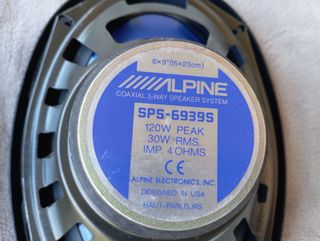 6×9"(15×23cm)
ALPINE
COAXIAL 3-WAY SPEAKER SYSTEM
SPS-6939S
120W PEAK
30W RMS.
IMP. 4 OHMS
CE
ALPINE ELECTRONICS, INC.
DESIGNED IN USA
HAUT-PARLEURS